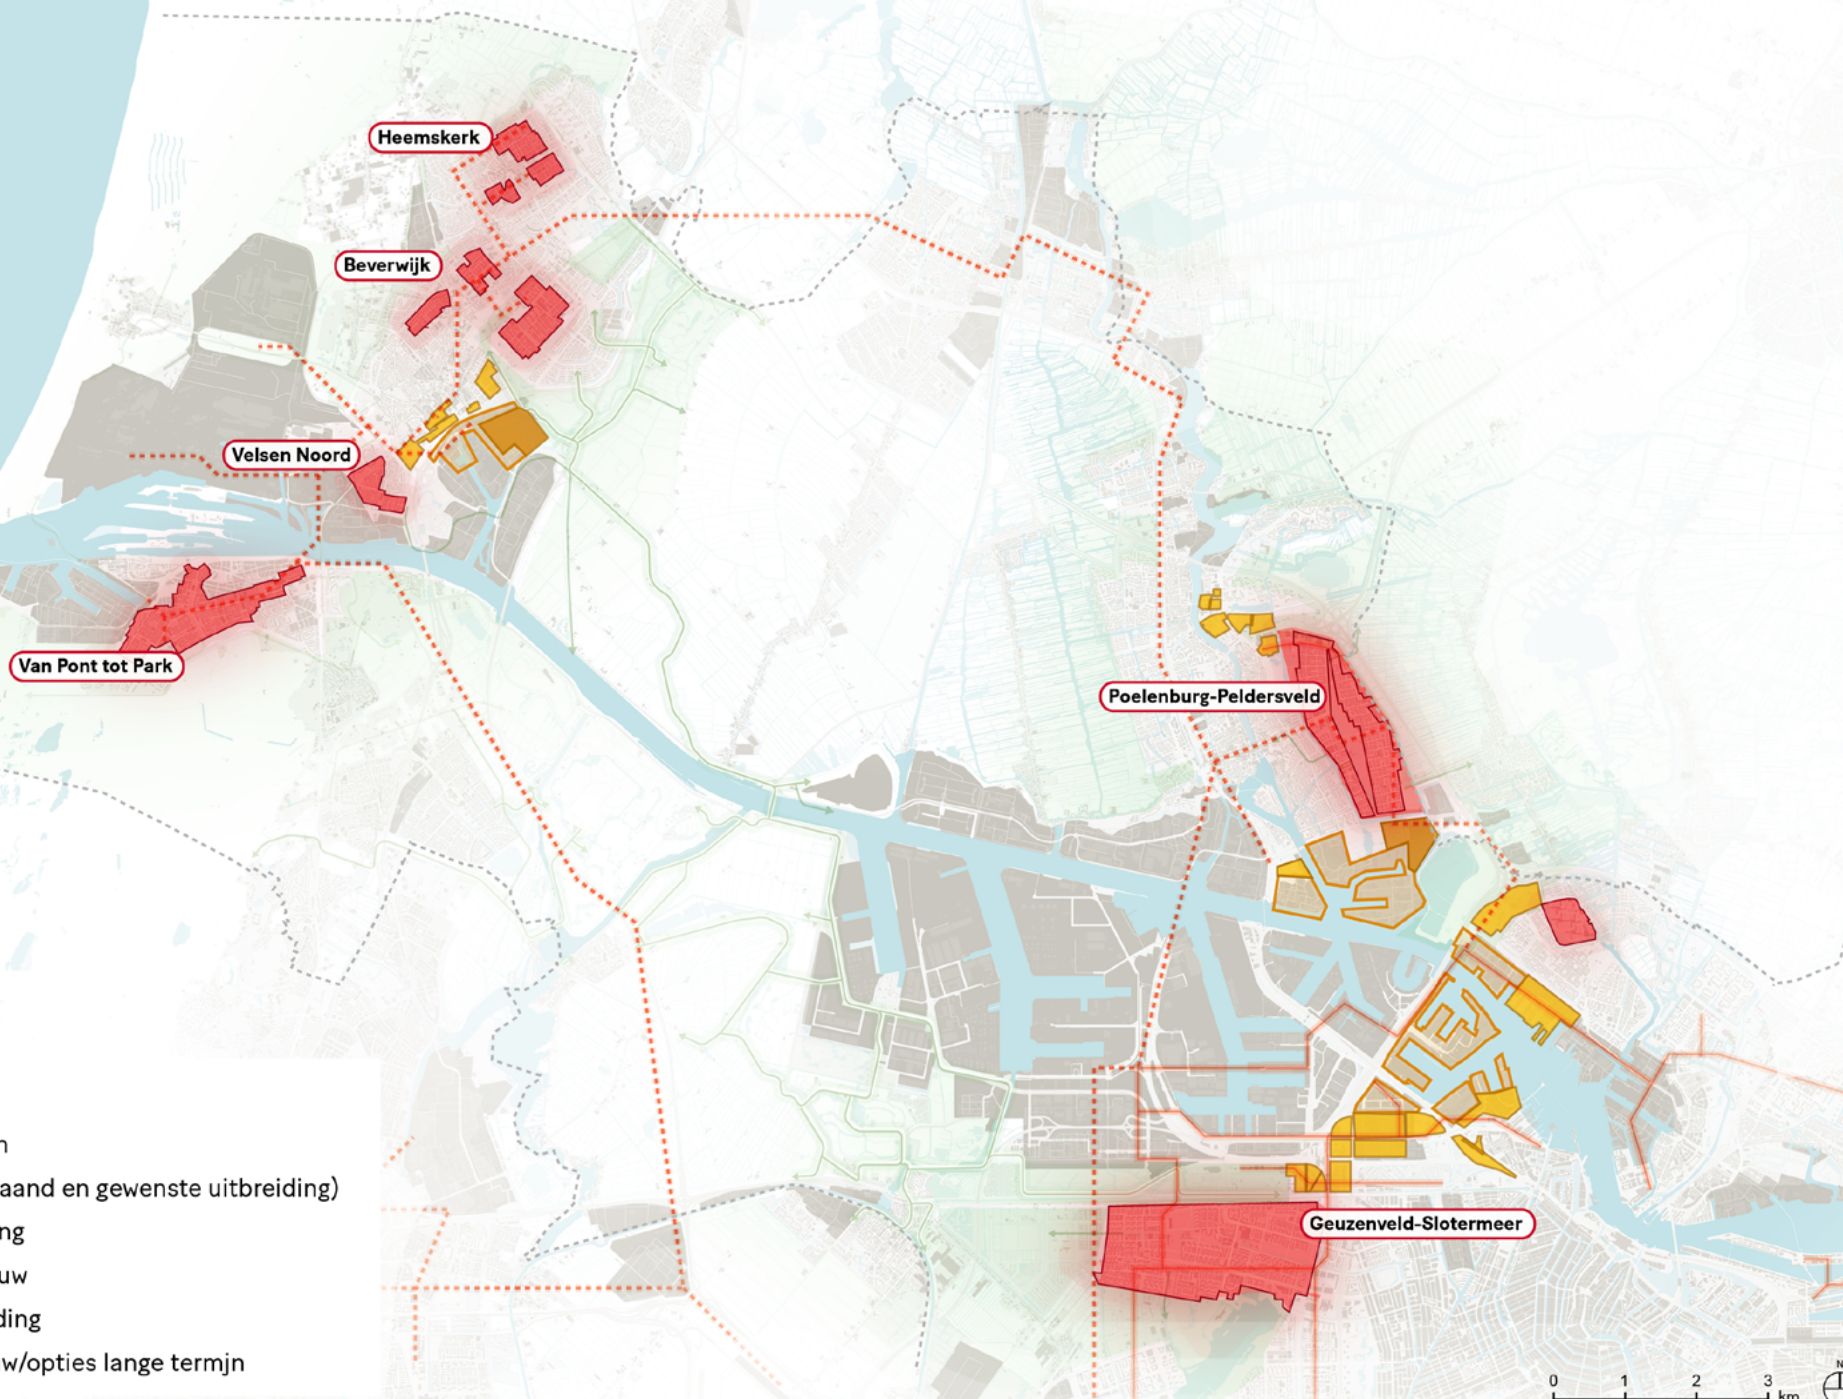 Heemskerk
Beverwijk
Velsen Noord
Van Pont tot Park
Poelenburg-Peldersveld
Geuzenveld-Slotermeer
n
aand en gewenste uitbreiding)
ng
uw
ding
w/opties lange termjn
0 1 2 3 km
N